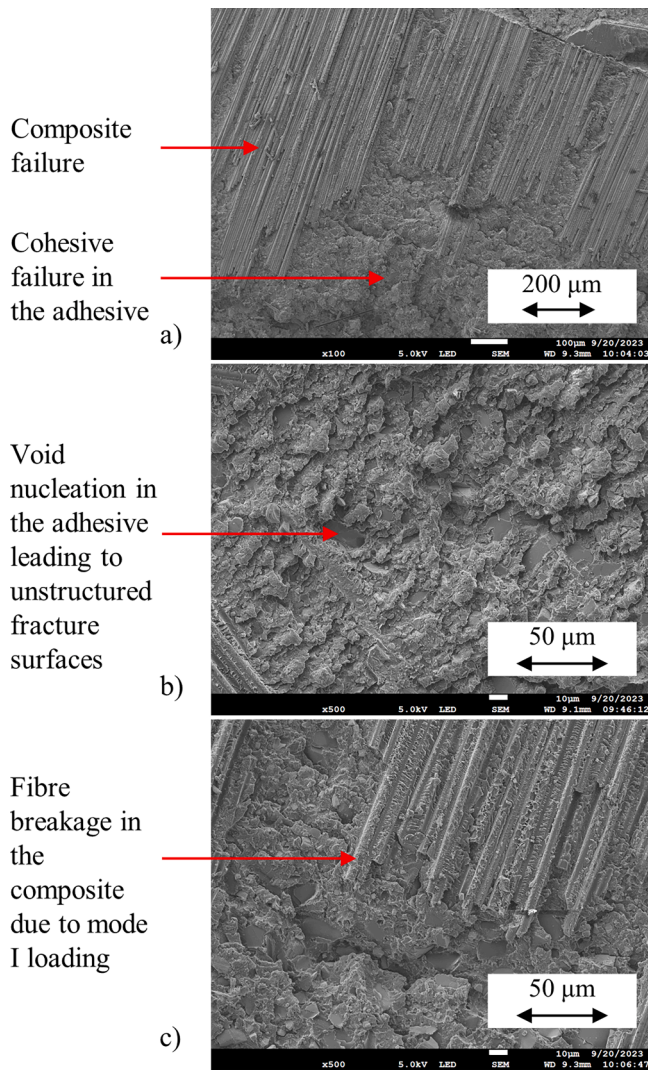 Composite
failure
Cohesive
failure in
the adhesive
a)
200 μm
100μm 9/20/2023
x100 5.0kV LED SEM WD 9.3mm 10:04:03
Void
nucleation in
the adhesive
leading to
unstructured
fracture
surfaces
b)
50 μm
10μm 9/20/2023
x500 5.0kV LED SEM WD 9.1mm 09:46:12
Fibre
breakage in
the
composite
due to mode
I loading
c)
50 μm
10μm 9/20/2023
x500 5.0kV LED SEM WD 9.3mm 10:06:47